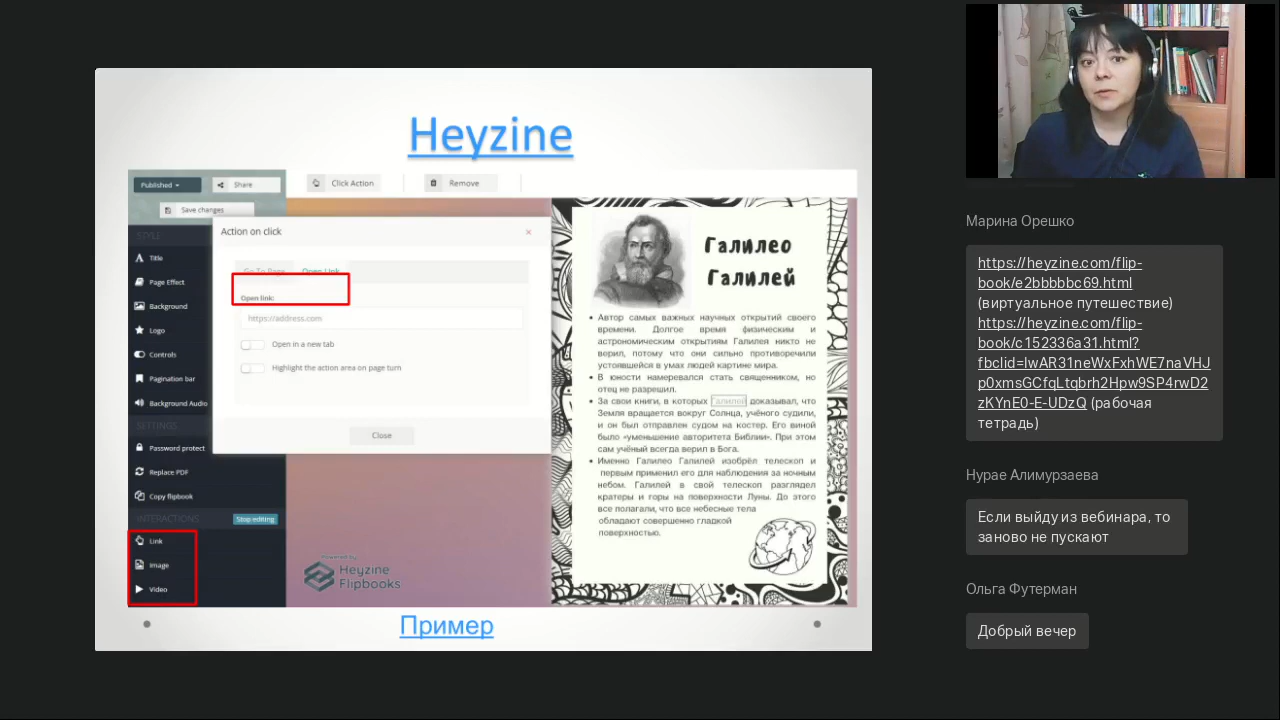 Heyzine
Published
Share
Save changes
Click Action
Remove
STYLE
Title
Page Effect
Background
Logo
Controls
Pagination bar
Background Audio
SETTINGS
Password protect
Replace PDF
Copy flipbook
INTERACTIONS
Stop editing
Link
Image
Video
Action on click
×
Go To Page
Open Link
Open link:
https://address.com
Open in a new tab
Highlight the action area on page turn
Close
Powered by
Heyzine
Flipbooks
Галилео
Галилей
• Автор самых важных научных открытий своего
времени. Долгое время физическим и
астрономическим открытиям Галилея никто не
верил, потому что они сильно противоречили
устоявшейся в умах людей картине мира.
• В юности намеревался стать священником, но
отец не разрешил.
• За свои книги, в которых Галилей доказывал, что
Земля вращается вокруг Солнца, учёного судили,
и он был отправлен судом на костер. Его виной
было «уменьшение авторитета Библии». При этом
сам учёный всегда верил в Бога.
• Именно Галилео Галилей изобрёл телескоп и
первым применил его для наблюдения за ночным
небом. Галилей в свой телескоп разглядел
кратеры и горы на поверхности Луны. До этого
все полагали, что все небесные тела
обладают совершенно гладкой
поверхностью.
Пример
Марина Орешко
https://heyzine.com/flip-
book/e2bbbbbc69.html
(виртуальное путешествие)
https://heyzine.com/flip-
book/c152336a31.html?
fbclid=IwAR31neWxFxhWE7naVHJ
p0xmsGCfqLtqbrh2Hpw9SP4rwD2
zKYnE0-E-UDzQ (рабочая
тетрадь)
Нурае Алимурзаева
Если выйду из вебинара, то
заново не пускают
Ольга Футерман
Добрый вечер